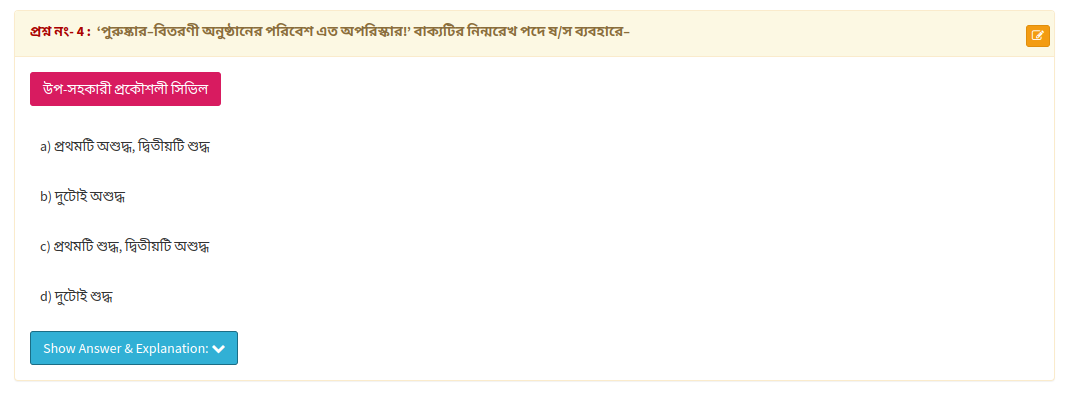 প্রশ্ন নং- 4 : ‘পুরুষ্কার-বিতরণী অনুষ্ঠানের পরিবেশ এত অপরিস্কার!’ বাক্যটির নিন্মরেখ পদে ষ/স ব্যবহারে-
উপ-সহকারী প্রকৌশলী সিভিল
a) প্রথমটি অশুদ্ধ, দ্বিতীয়টি শুদ্ধ
b) দুটোই অশুদ্ধ
c) প্রথমটি শুদ্ধ, দ্বিতীয়টি অশুদ্ধ
d) দুটোই শুদ্ধ
Show Answer & Explanation: